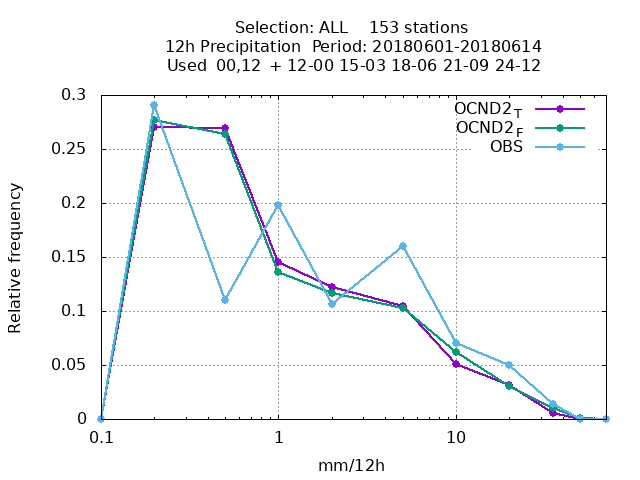 Selection: ALL    153 stations
12h Precipitation  Period: 20180601-20180614
Used  00,12  + 12-00 15-03 18-06 21-09 24-12
0.3
0.25
0.2
0.15
0.1
0.05
0
Relative frequency
OCND2_T
OCND2_F
OBS
0.1
1
10
mm/12h